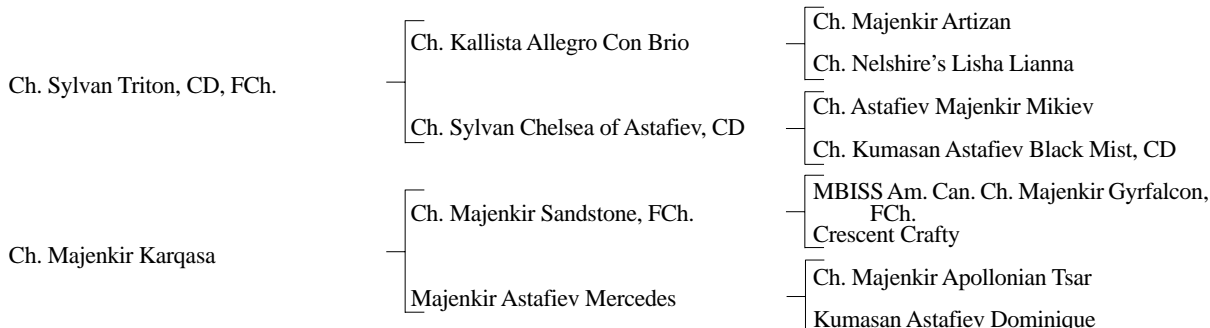 Ch. Majenkir Artizan
Ch. Kallista Allegro Con Brio
Ch. Nelshire’s Lisha Lianna
Ch. Sylvan Triton, CD, FCh.
Ch. Astafiev Majenkir Mikiev
Ch. Sylvan Chelsea of Astafiev, CD
Ch. Kumasan Astafiev Black Mist, CD
MBISS Am. Can. Ch. Majenkir Gyrfalcon,
FCh.
Ch. Majenkir Sandstone, FCh.
Crescent Crafty
Ch. Majenkir Karqasa
Ch. Majenkir Apollonian Tsar
Majenkir Astafiev Mercedes
Kumasan Astafiev Dominique